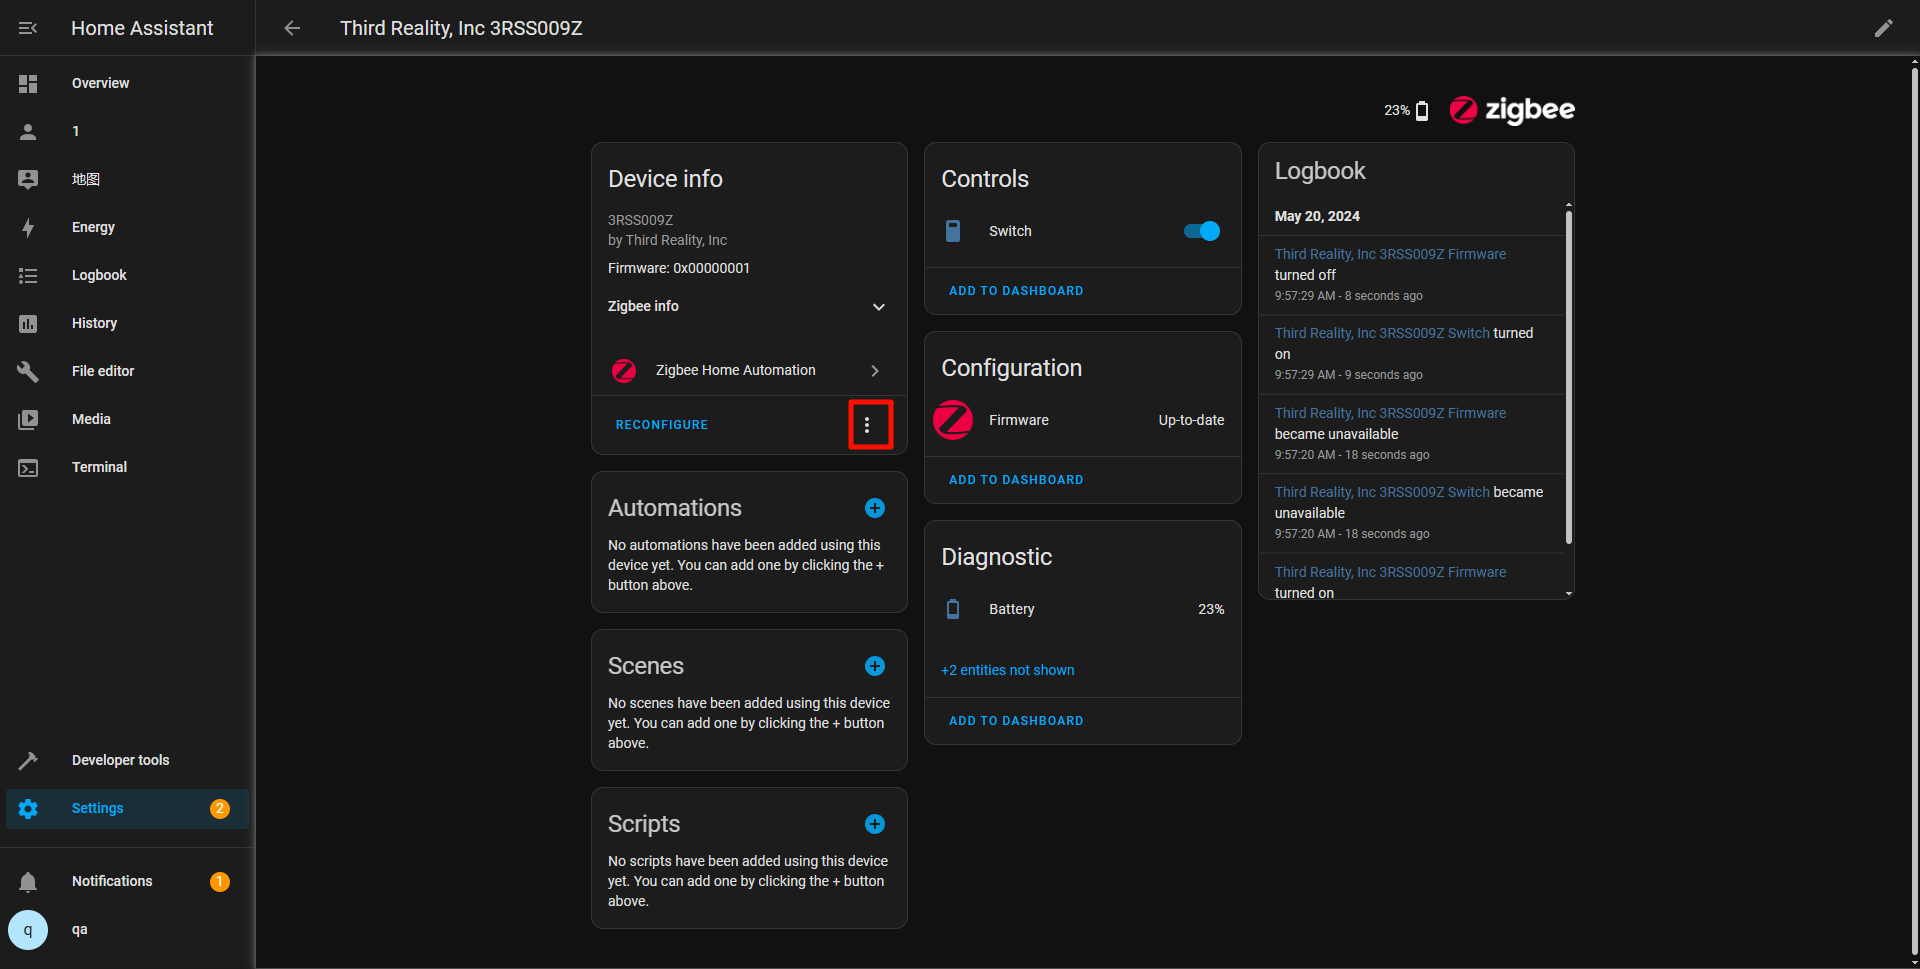 Home Assistant
Third Reality, Inc 3RSS009Z
Overview
1
地图
Energy
Logbook
History
File editor
Media
Terminal
Developer tools
Settings
2
Notifications
1
q
qa
23%
zigbee
Device info
3RSS009Z
by Third Reality, Inc
Firmware: 0x00000001
Zigbee info
Zigbee Home Automation
RECONFIGURE
Automations
No automations have been added using this
device yet. You can add one by clicking the +
button above.
Scenes
No scenes have been added using this device
yet. You can add one by clicking the + button
above.
Scripts
No scripts have been added using this device
yet. You can add one by clicking the + button
above.
Controls
Switch
ADD TO DASHBOARD
Configuration
Firmware
Up-to-date
ADD TO DASHBOARD
Diagnostic
Battery
23%
+2 entities not shown
ADD TO DASHBOARD
Logbook
May 20, 2024
Third Reality, Inc 3RSS009Z Firmware
turned off
9:57:29 AM - 8 seconds ago
Third Reality, Inc 3RSS009Z Switch turned
on
9:57:29 AM - 9 seconds ago
Third Reality, Inc 3RSS009Z Firmware
became unavailable
9:57:20 AM - 18 seconds ago
Third Reality, Inc 3RSS009Z Switch became
unavailable
9:57:20 AM - 18 seconds ago
Third Reality, Inc 3RSS009Z Firmware
turned on